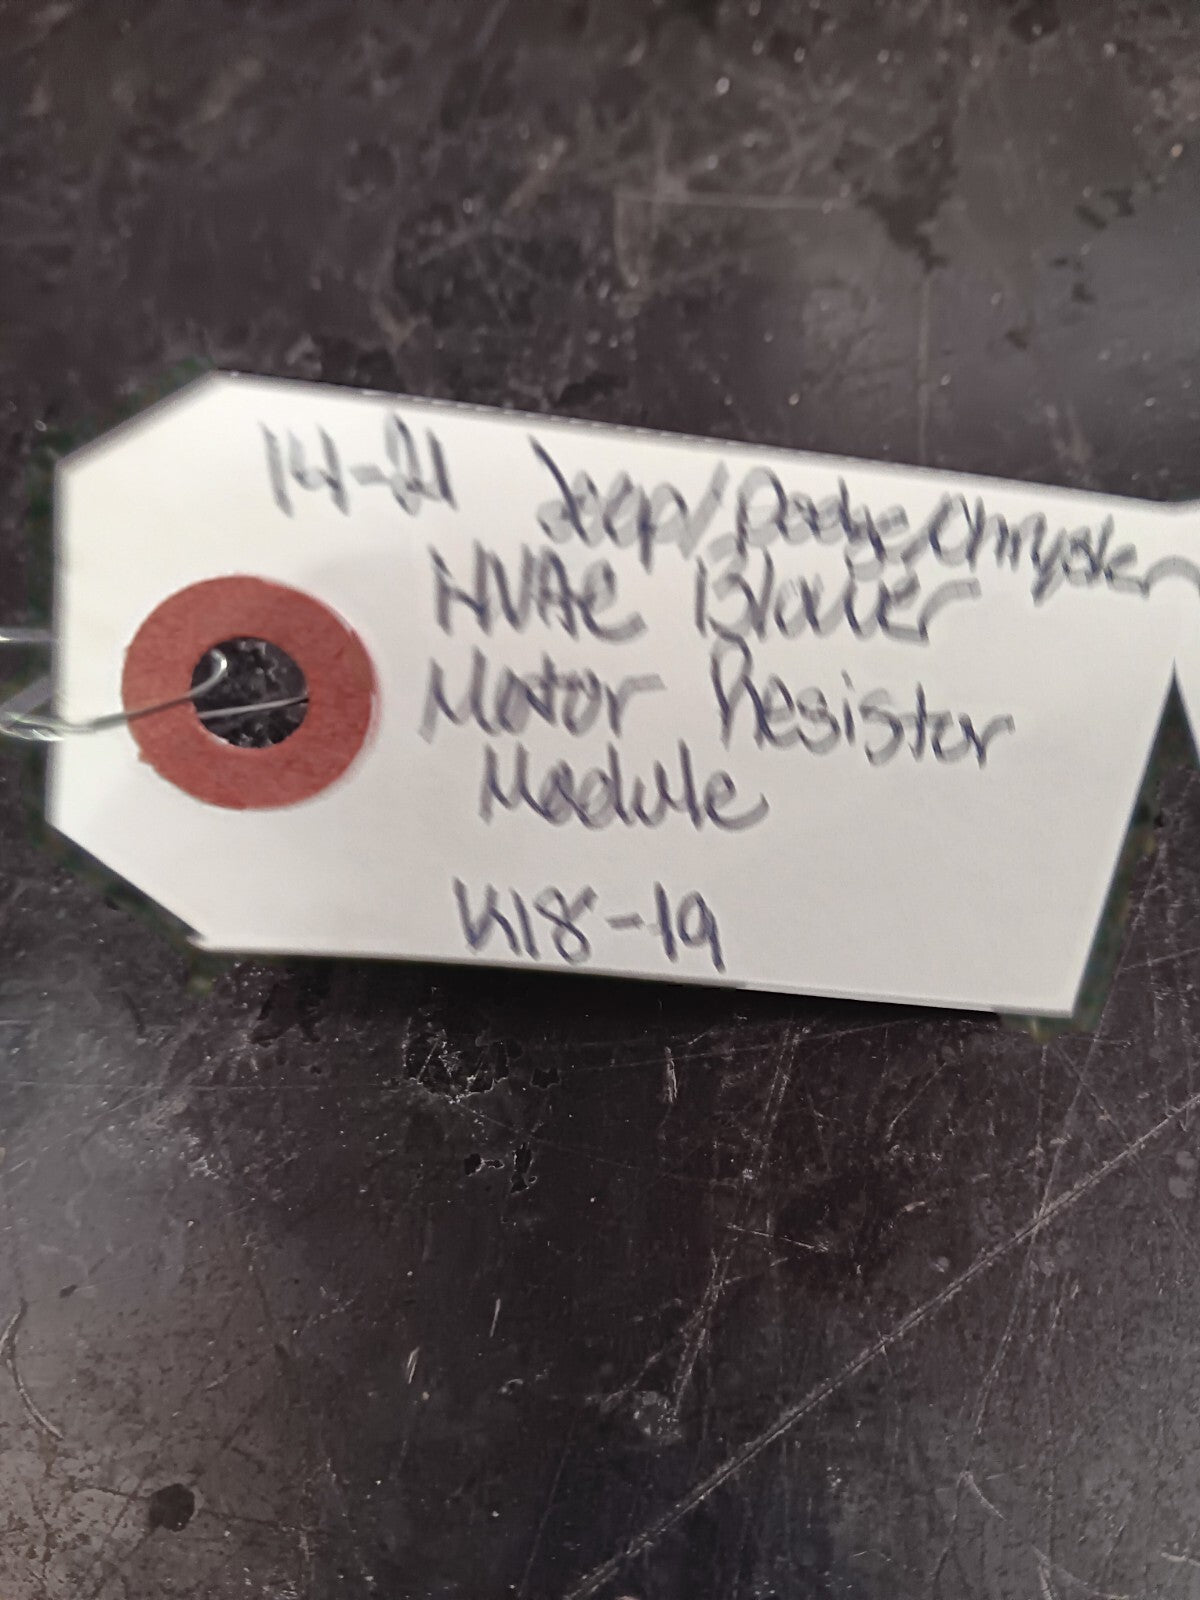 14-21 Jeep/Dodge/Chrysler
HVAC Blower
Motor Resistor
Module
K18-19